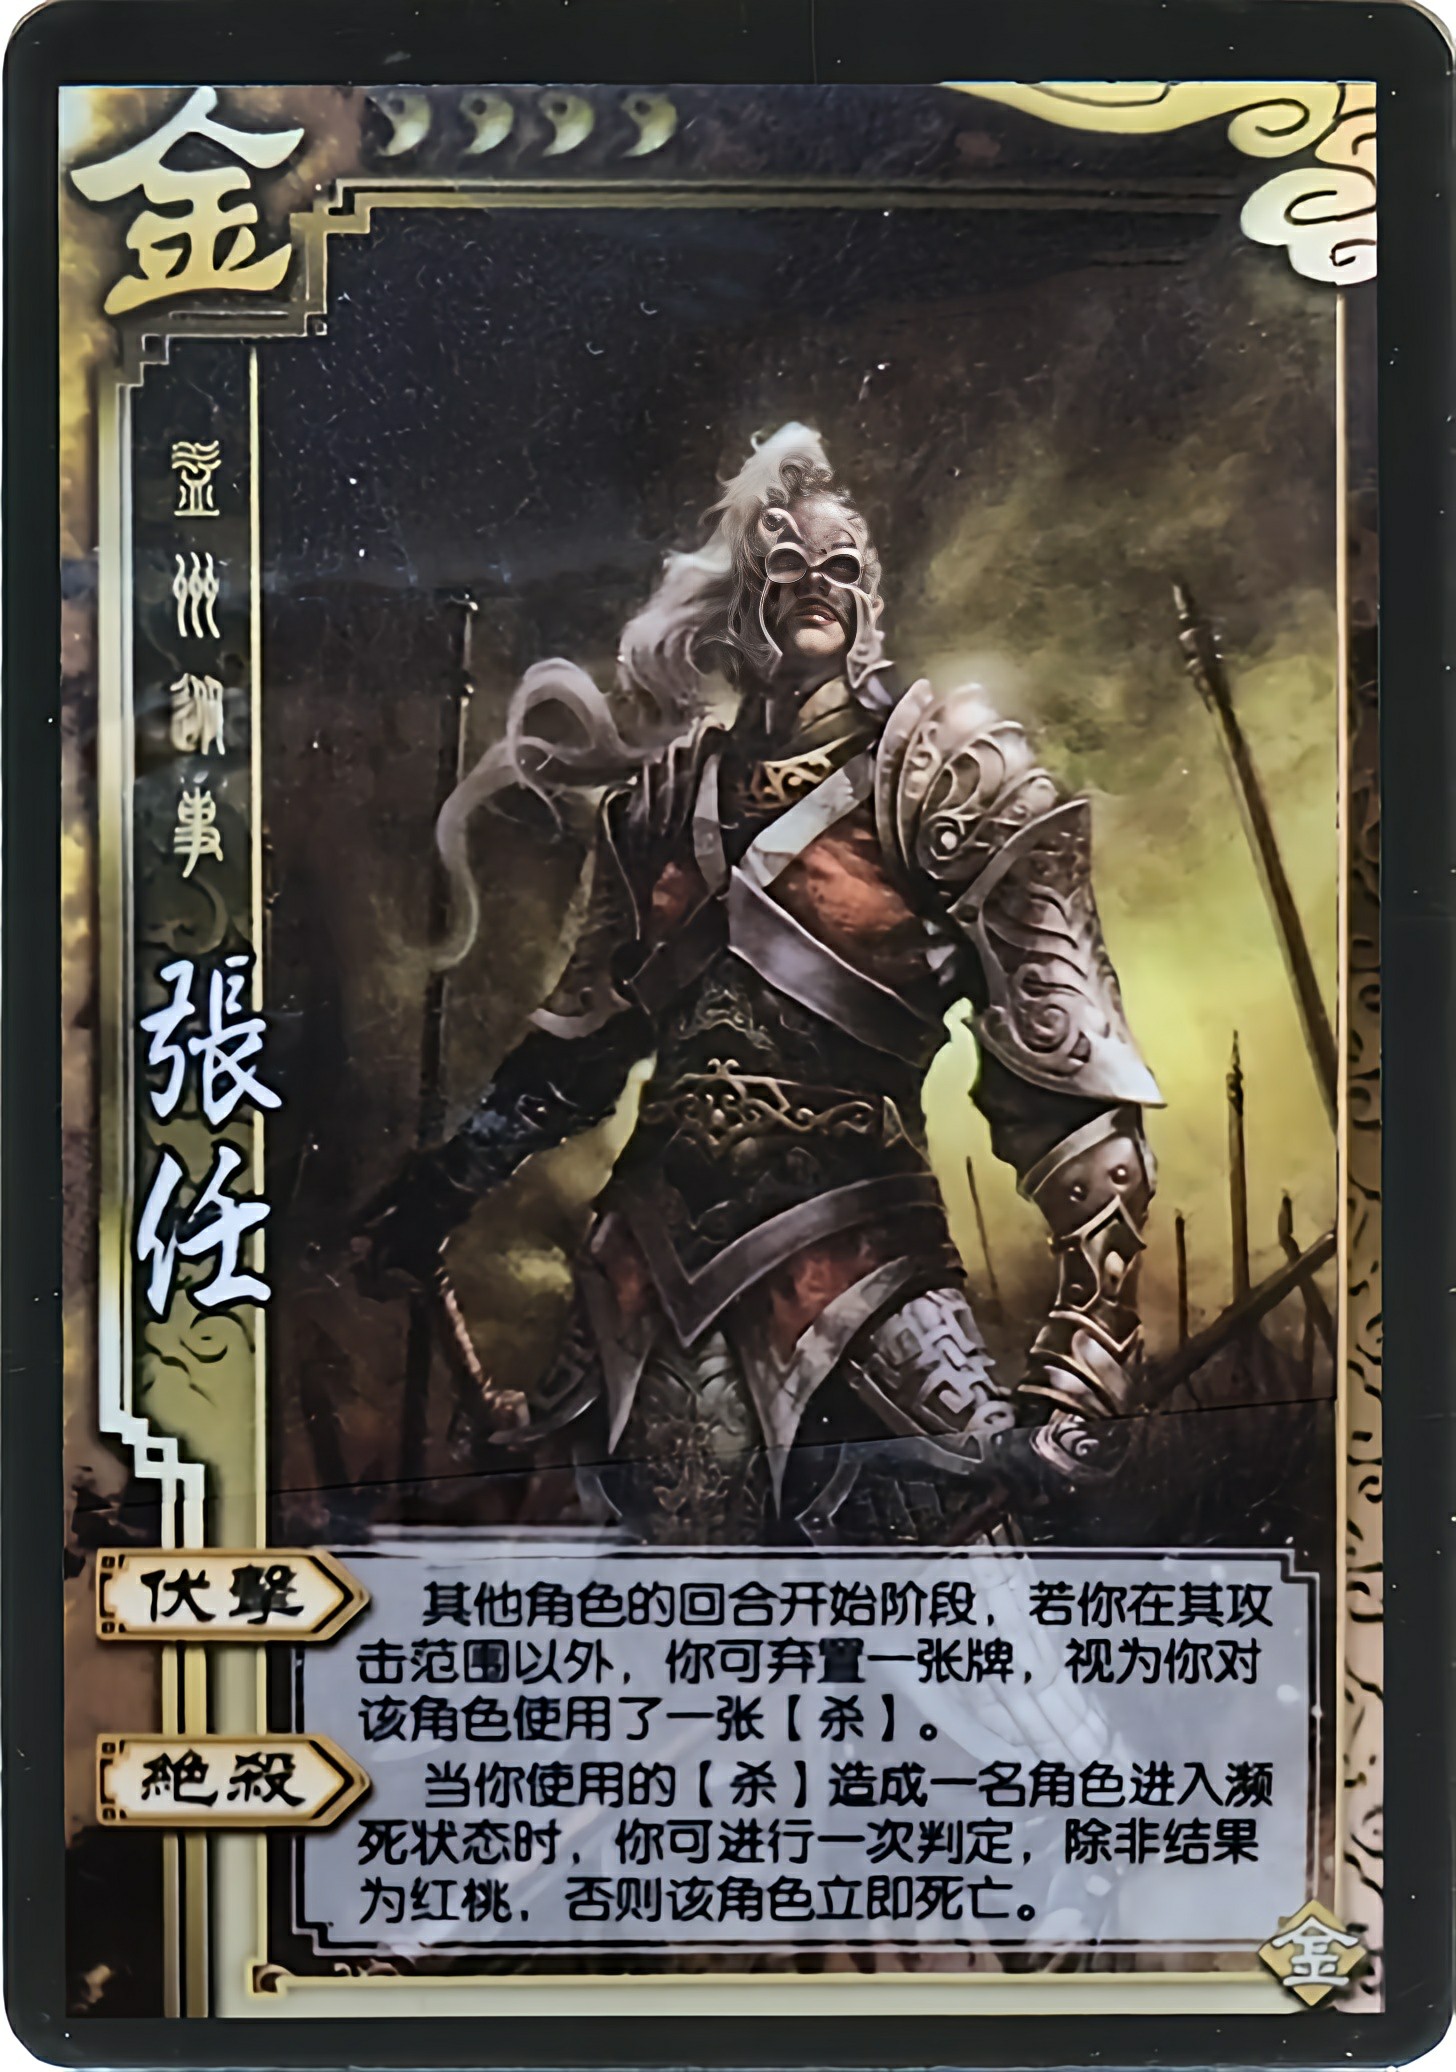 金
益州從事
張任
伏擊
其他角色的回合开始阶段，若你在其攻
击范围以外，你可弃置一张牌，视为你对
该角色使用了一张【杀】。
絕殺
当你使用的【杀】造成一名角色进入濒
死状态时，你可进行一次判定，除非结果
为红桃，否则该角色立即死亡。
金